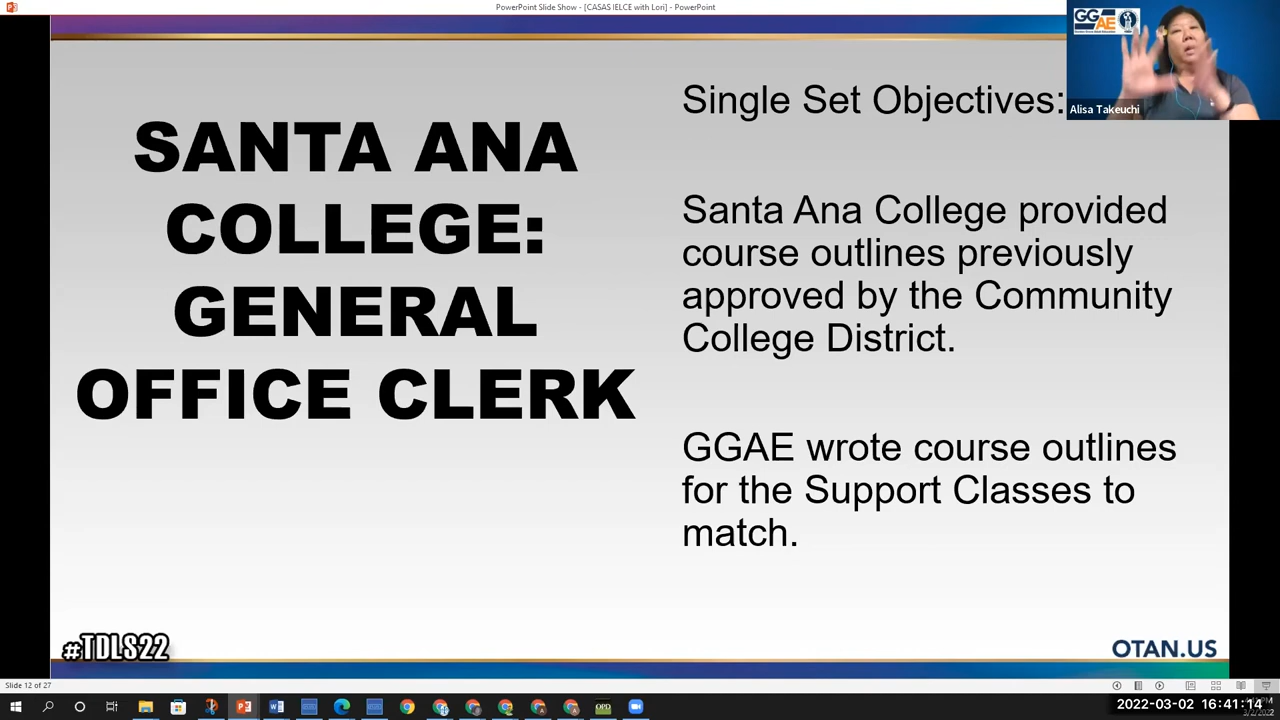 PowerPoint Slide Show - [CASAS IELCE with Lori] - PowerPoint
GGAE
Alisa Takeuchi
SANTA ANA
COLLEGE:
GENERAL
OFFICE CLERK
Single Set Objectives:
Santa Ana College provided
course outlines previously
approved by the Community
College District.
GGAE wrote course outlines
for the Support Classes to
match.
#TDLS22
OTAN.US
Slide 12 of 27
OPD
2022-03-02 16:41:14